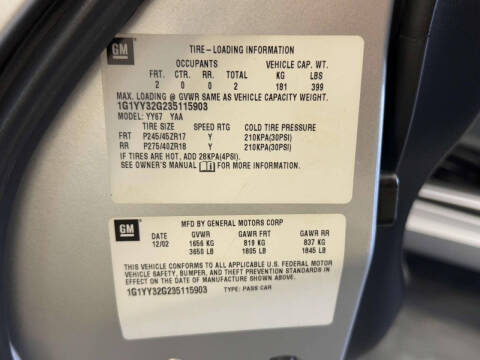 GM
TIRE-LOADING INFORMATION
OCCUPANTS VEHICLE CAP. WT.
FRT. CTR. RR. TOTAL KG LBS
2 0 0 2 181 399
MAX. LOADING @ GVWR SAME AS VEHICLE CAPACITY WEIGHT.
1G1YY32G235115903
MODEL: YY67 YAA
TIRE SIZE SPEED RTG COLD TIRE PRESSURE
FRT P245/45ZR17 Y 210KPA(30PSI)
RR P275/40ZR18 Y 210KPA(30PSI)
IF TIRES ARE HOT, ADD 28KPA(4PSI).
SEE OWNER'S MANUAL FOR MORE INFORMATION.
GM
MFD BY GENERAL MOTORS CORP
DATE GVWR GAWR FRT GAWR RR
12/02 1656 KG 819 KG 837 KG
3650 LB 1805 LB 1845 LB
THIS VEHICLE CONFORMS TO ALL APPLICABLE U.S. FEDERAL MOTOR
VEHICLE SAFETY, BUMPER, AND THEFT PREVENTION STANDARDS IN
EFFECT ON THE DATE OF MANUFACTURE SHOWN ABOVE.
1G1YY32G235115903 TYPE: PASS CAR